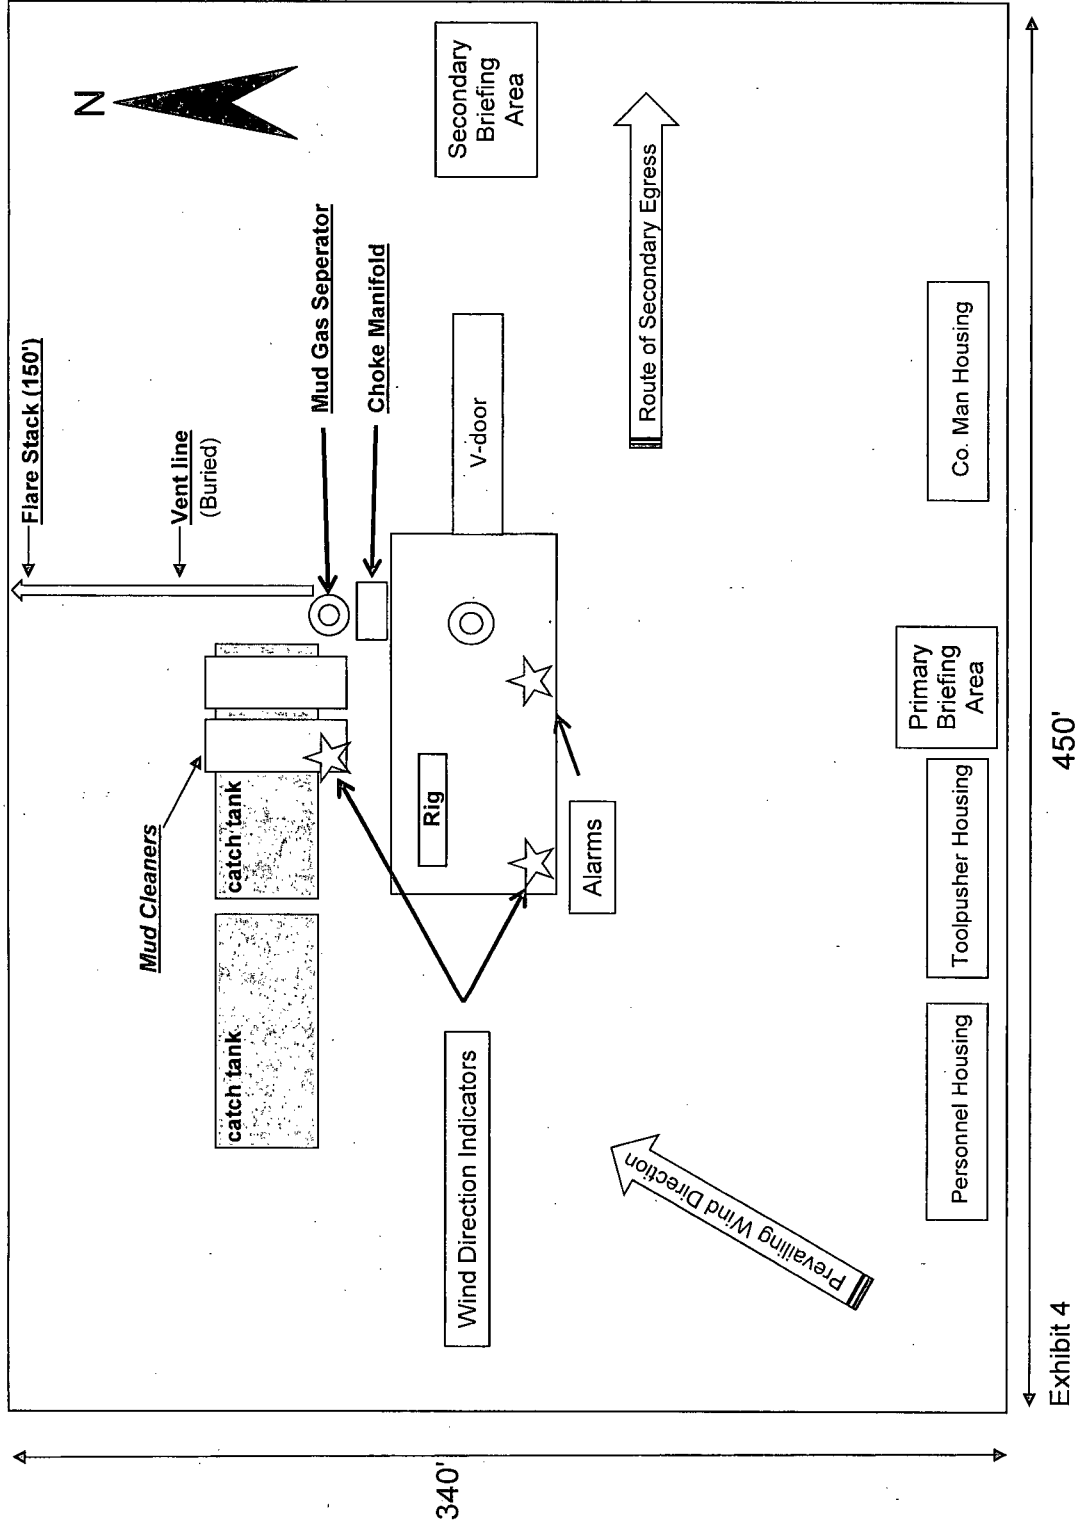 Flare Stack (150')
N
Mud Cleaners
Vent line
(Buried)
catch tank
catch tank
Mud Gas Seperator
Choke Manifold
340'
Rig
Wind Direction Indicators
V-door
Secondary
Briefing
Area
Alarms
Route of Secondary Egress
Prevailing Wind Direction
Personnel Housing
Toolpusher Housing
Primary
Briefing
Area
Co. Man Housing
Exhibit 4
450'